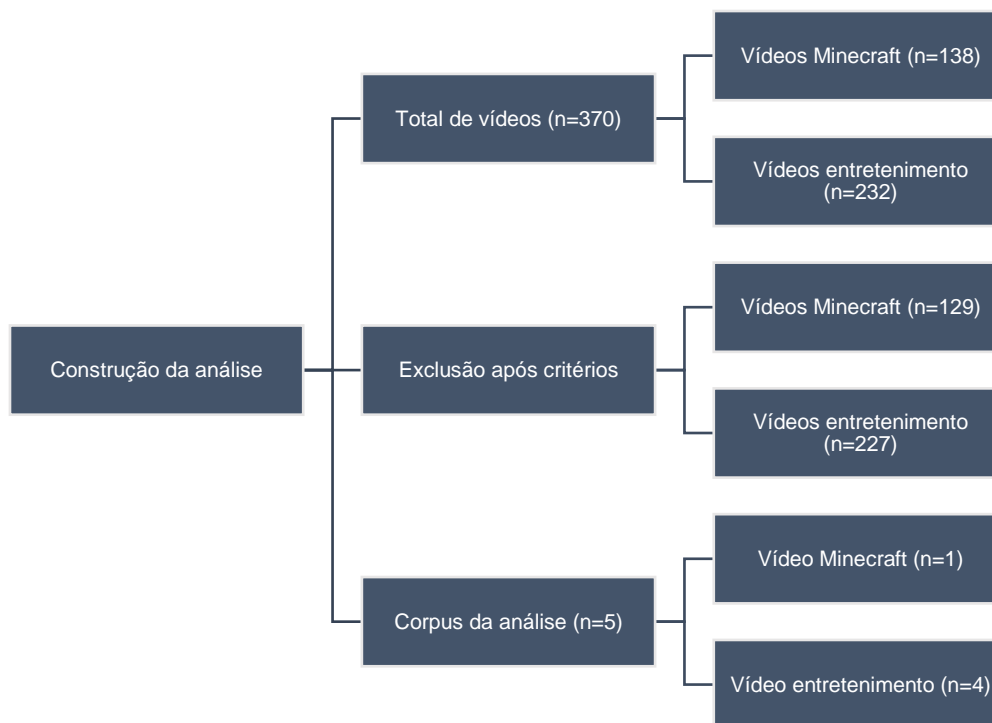 Construção da análise
Total de vídeos (n=370)
Vídeos Minecraft (n=138)
Vídeos entretenimento
(n=232)
Exclusão após critérios
Vídeos Minecraft (n=129)
Vídeos entretenimento
(n=227)
Corpus da análise (n=5)
Vídeo Minecraft (n=1)
Vídeo entretenimento (n=4)